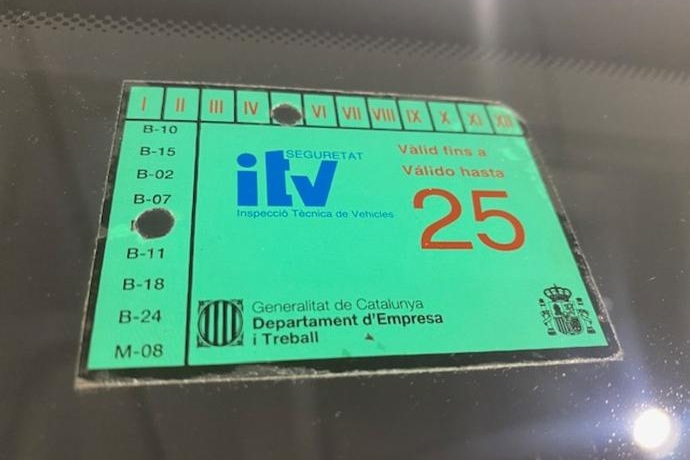 I II III IV VI VII VIII IX X XI XII
B-10
B-15
B-02
B-07
B-11
B-18
B-24
M-08
SEGURETAT
itv
Inspecció Tècnica de Vehicles
Vàlid fins a
Válido hasta
25
Generalitat de Catalunya
Departament d'Empresa
i Treball